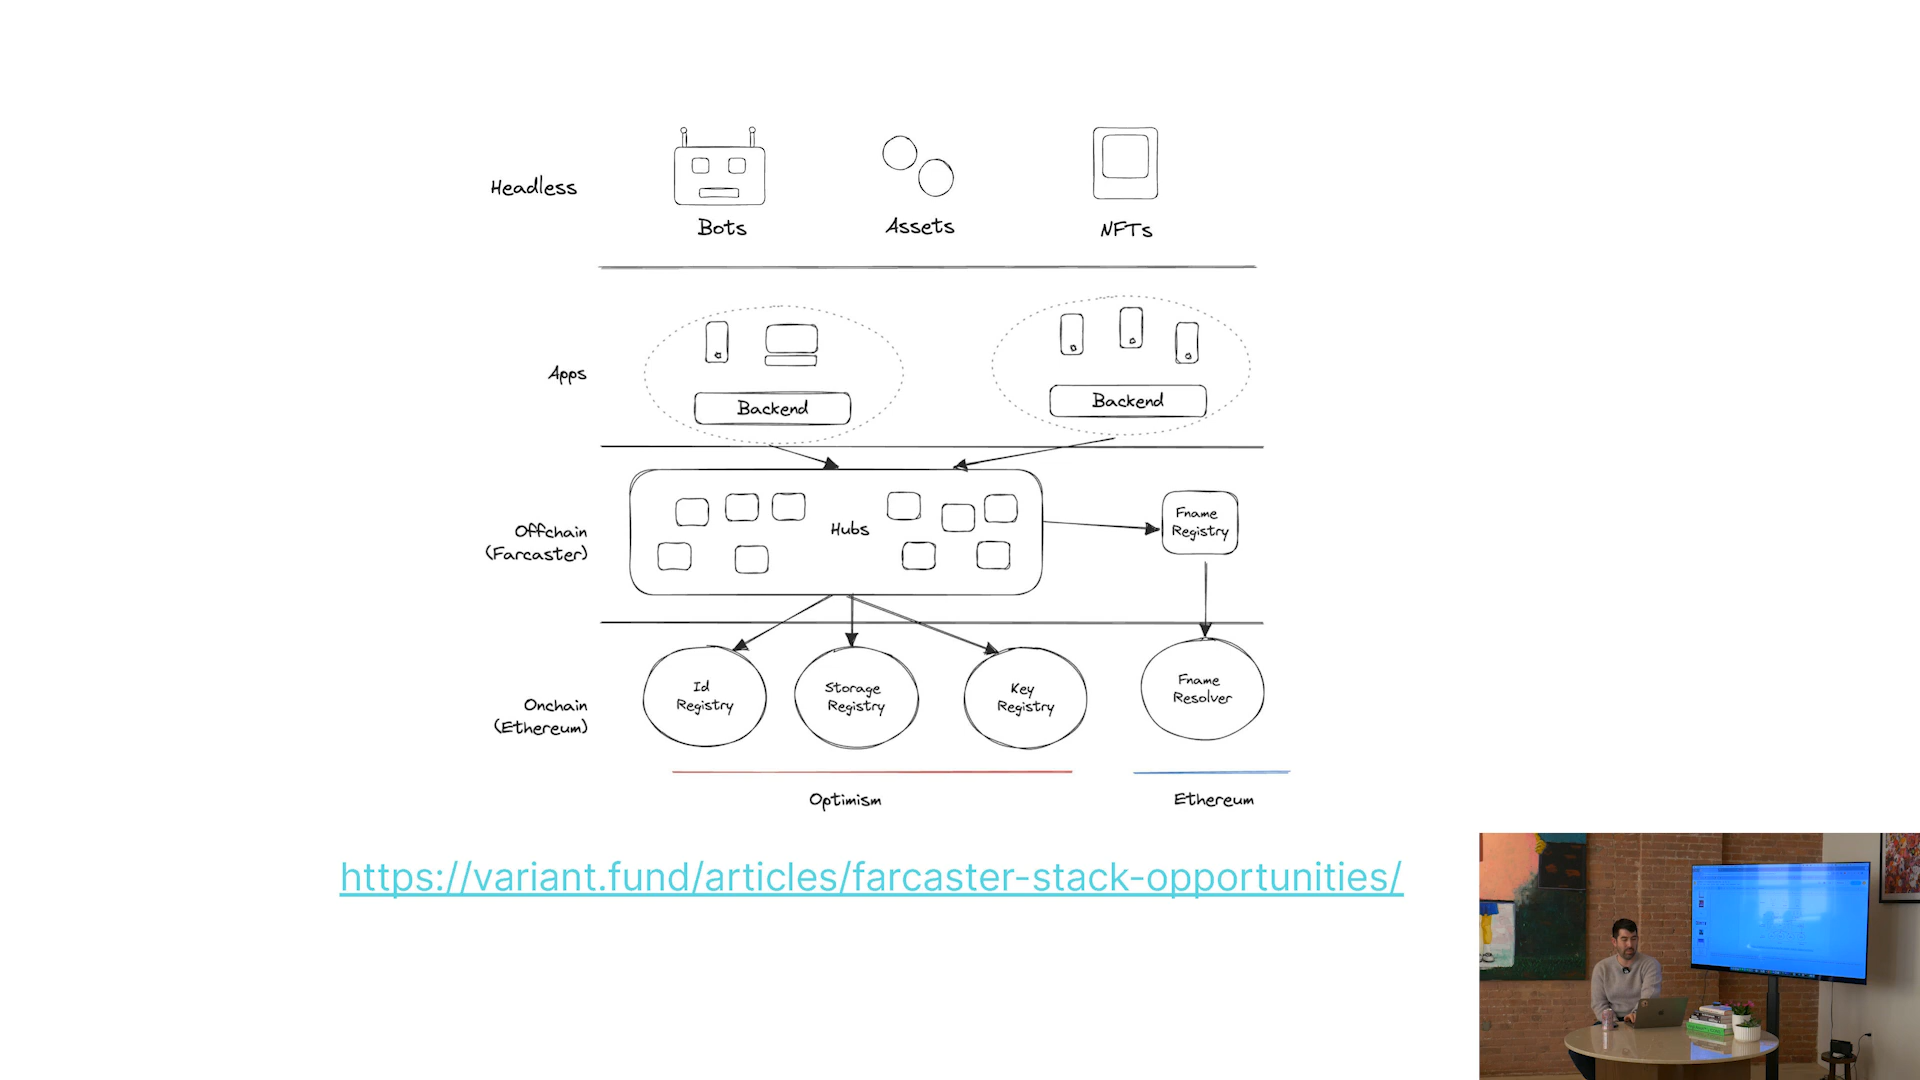 Headless
Bots
Assets
NFTs
Apps
Backend
Backend
Offchain
(Farcaster)
Hubs
Fname
Registry
Onchain
(Ethereum)
Id
Registry
Storage
Registry
Key
Registry
Fname
Resolver
Optimism
Ethereum
https://variant.fund/articles/farcaster-stack-opportunities/